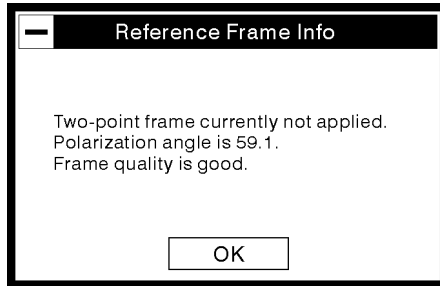 Reference Frame Info
Two-point frame currently not applied.
Polarization angle is 59.1.
Frame quality is good.
OK